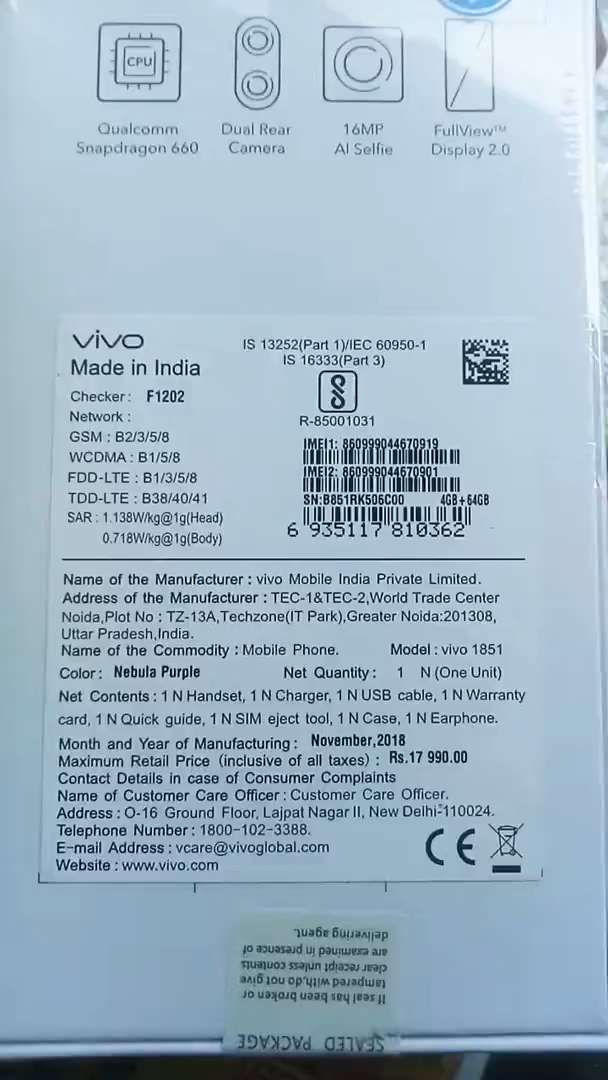 CPU
Qualcomm
Snapdragon 660
Dual Rear
Camera
16MP
AI Selfie
FullView™
Display 2.0
vivo
Made in India
Checker: F1202
Network :
GSM : B2/3/5/8
WCDMA : B1/5/8
FDD-LTE : B1/3/5/8
TDD-LTE : B38/40/41
SAR : 1.138W/kg@1g(Head)
0.718W/kg@1g(Body)
IS 13252(Part 1)/IEC 60950-1
IS 16333(Part 3)
R-85001031
IMEI1: 860999044670919
IMEI2: 860999044670901
SN:B851RK506C00 4GB+64GB
6 935117 810362
Name of the Manufacturer : vivo Mobile India Private Limited.
Address of the Manufacturer : TEC-1&TEC-2,World Trade Center
Noida,Plot No : TZ-13A,Techzone(IT Park),Greater Noida:201308,
Uttar Pradesh,India.
Name of the Commodity : Mobile Phone. Model : vivo 1851
Color : Nebula Purple Net Quantity : 1 N (One Unit)
Net Contents : 1 N Handset, 1 N Charger, 1 N USB cable, 1 N Warranty
card, 1 N Quick guide, 1 N SIM eject tool, 1 N Case, 1 N Earphone.
Month and Year of Manufacturing : November,2018
Maximum Retail Price (inclusive of all taxes) : Rs.17 990.00
Contact Details in case of Consumer Complaints
Name of Customer Care Officer : Customer Care Officer.
Address : O-16 Ground Floor, Lajpat Nagar II, New Delhi-110024.
Telephone Number : 1800-102-3388.
E-mail Address : vcare@vivoglobal.com
Website : www.vivo.com
CE
SEALED PACKAGE
If seal has been broken or
tampered with,do not give
clear receipt unless contents
are examined in presence of
delivering agent.